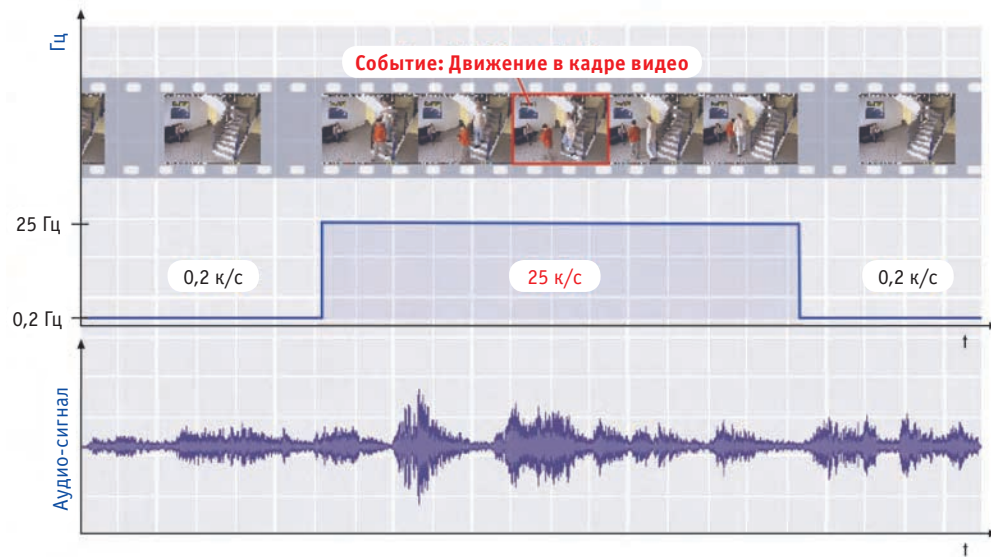 Гц
Событие: Движение в кадре видео
25 Гц
0,2 к/с
25 к/с
0,2 к/с
0,2 Гц
t
Аудио-сигнал
t